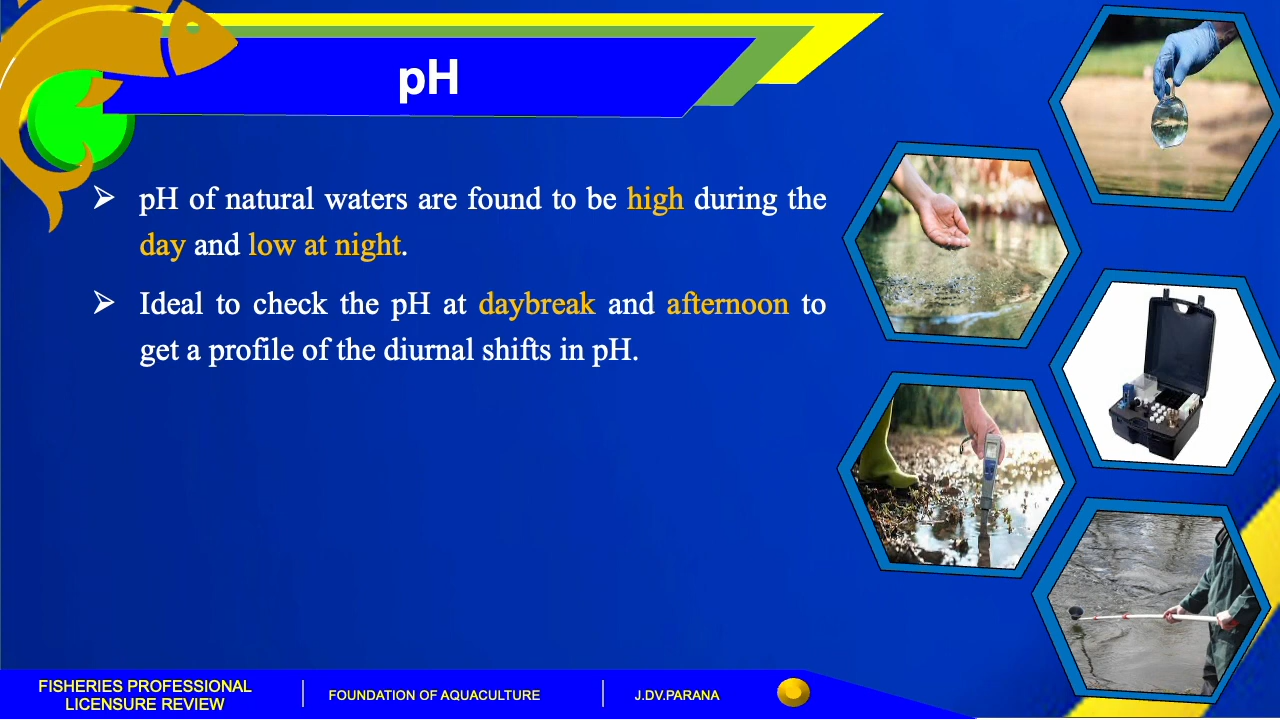 pH
pH of natural waters are found to be high during the
day and low at night.
Ideal to check the pH at daybreak and afternoon to
get a profile of the diurnal shifts in pH.
FISHERIES PROFESSIONAL
LICENSURE REVIEW
FOUNDATION OF AQUACULTURE
J.DV.PARANA